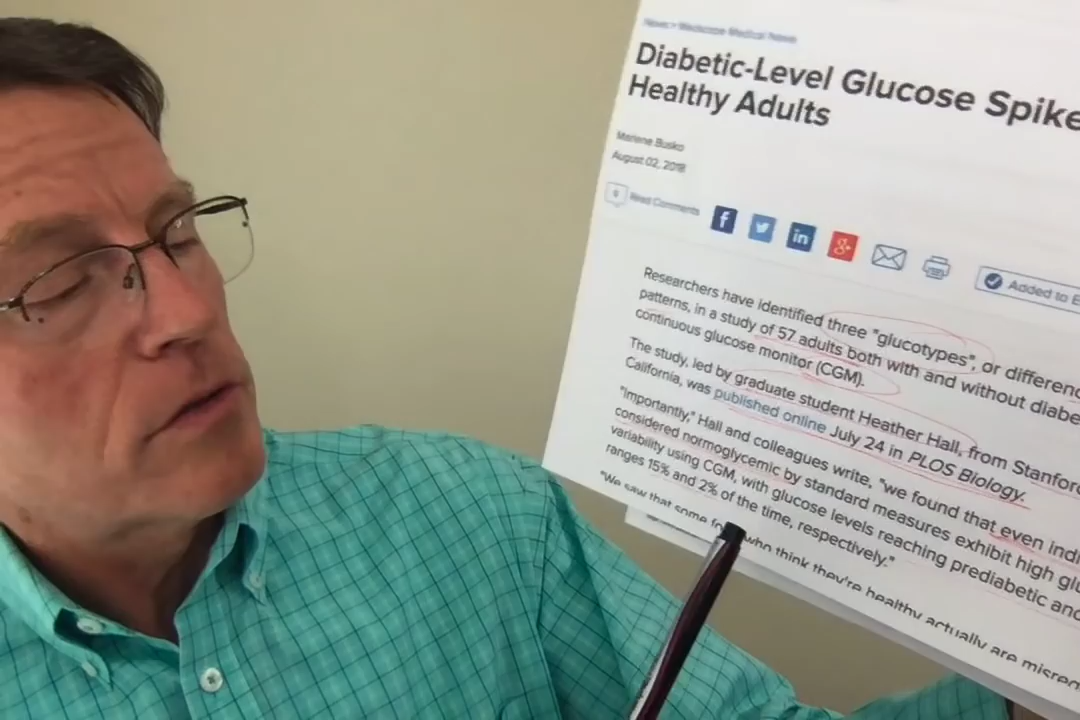 News > Medscape Medical News
Diabetic-Level Glucose Spike
Healthy Adults
Marlene Busko
August 02, 2018
0 Read Comments
f
in
g+
Added to E
Researchers have identified three "glucotypes", or differenc
patterns, in a study of 57 adults both with and without diabe
continuous glucose monitor (CGM).
The study, led by graduate student Heather Hall, from Stanford
California, was published online July 24 in PLOS Biology.
"Importantly," Hall and colleagues write, "we found that even indi
considered normoglycemic by standard measures exhibit high glu
variability using CGM, with glucose levels reaching prediabetic and
ranges 15% and 2% of the time, respectively."
"We saw that some fo who think they're healthy actually are misreg